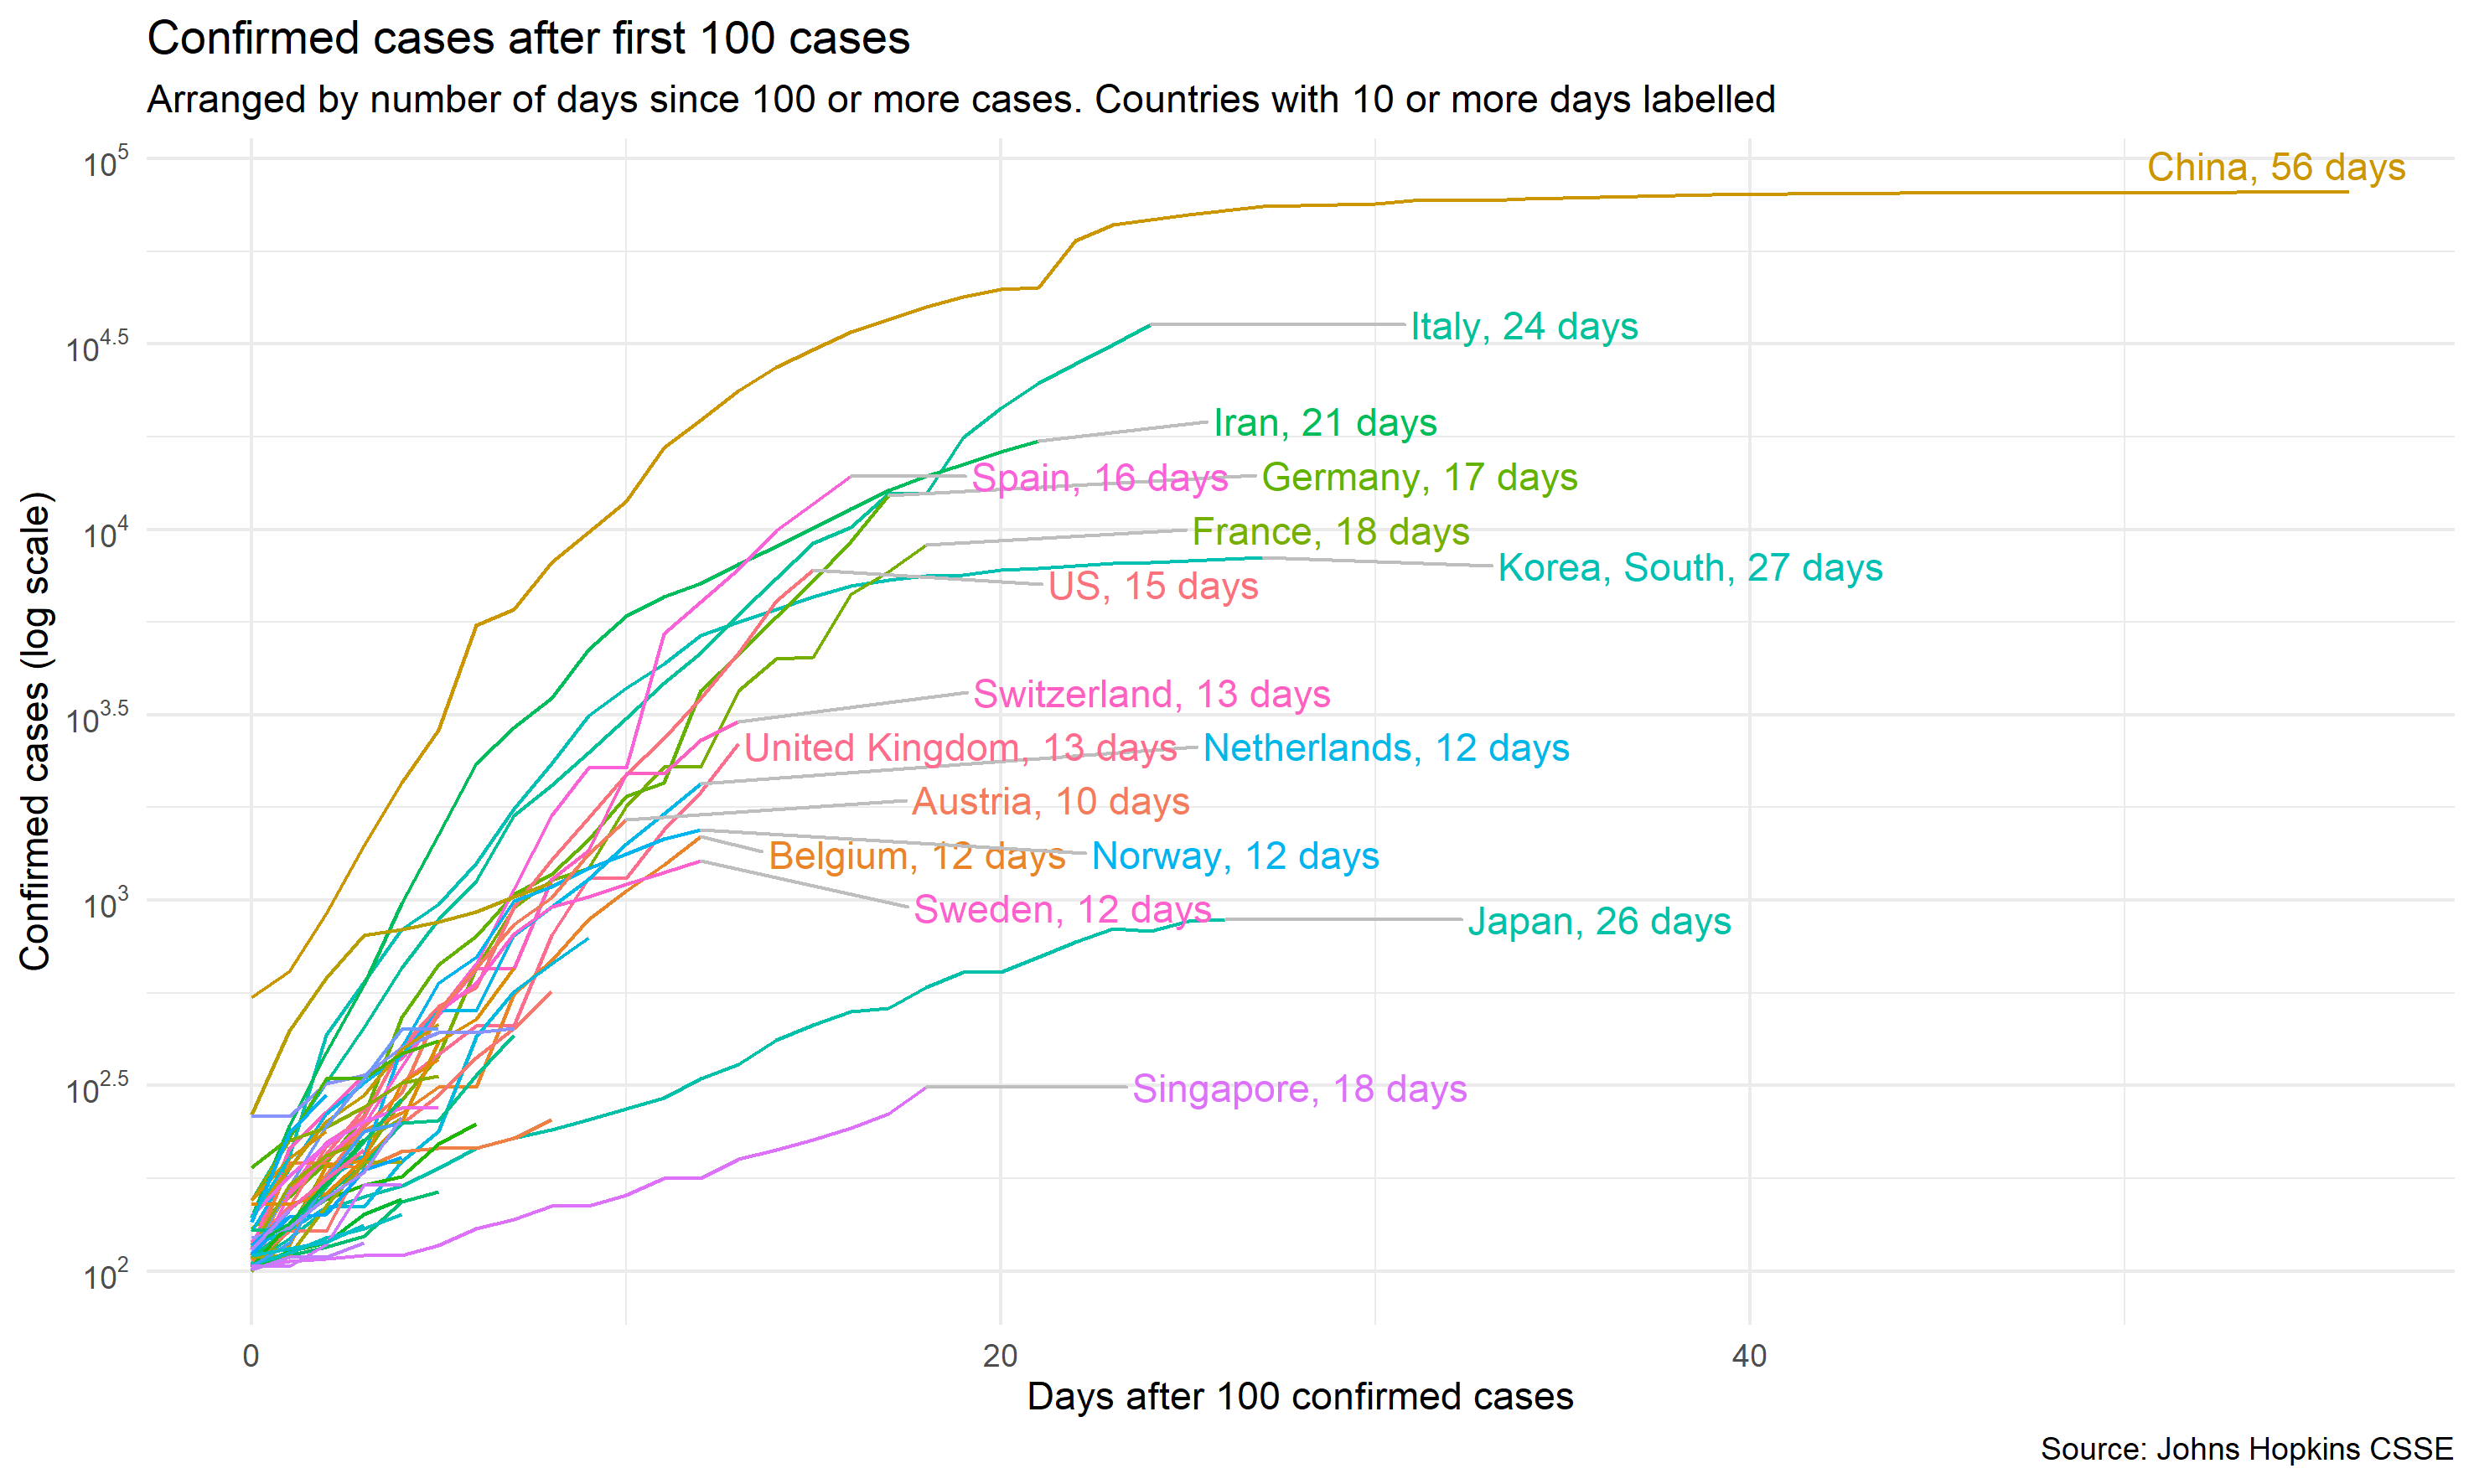 Confirmed cases after first 100 cases
Arranged by number of days since 100 or more cases. Countries with 10 or more days labelled
Confirmed cases (log scale)
10^5
10^4.5
10^4
10^3.5
10^3
10^2.5
10^2
China, 56 days
Italy, 24 days
Iran, 21 days
Spain, 16 days
Germany, 17 days
France, 18 days
Korea, South, 27 days
US, 15 days
Switzerland, 13 days
United Kingdom, 13 days
Netherlands, 12 days
Austria, 10 days
Belgium, 12 days
Norway, 12 days
Sweden, 12 days
Japan, 26 days
Singapore, 18 days
0
20
40
Days after 100 confirmed cases
Source: Johns Hopkins CSSE